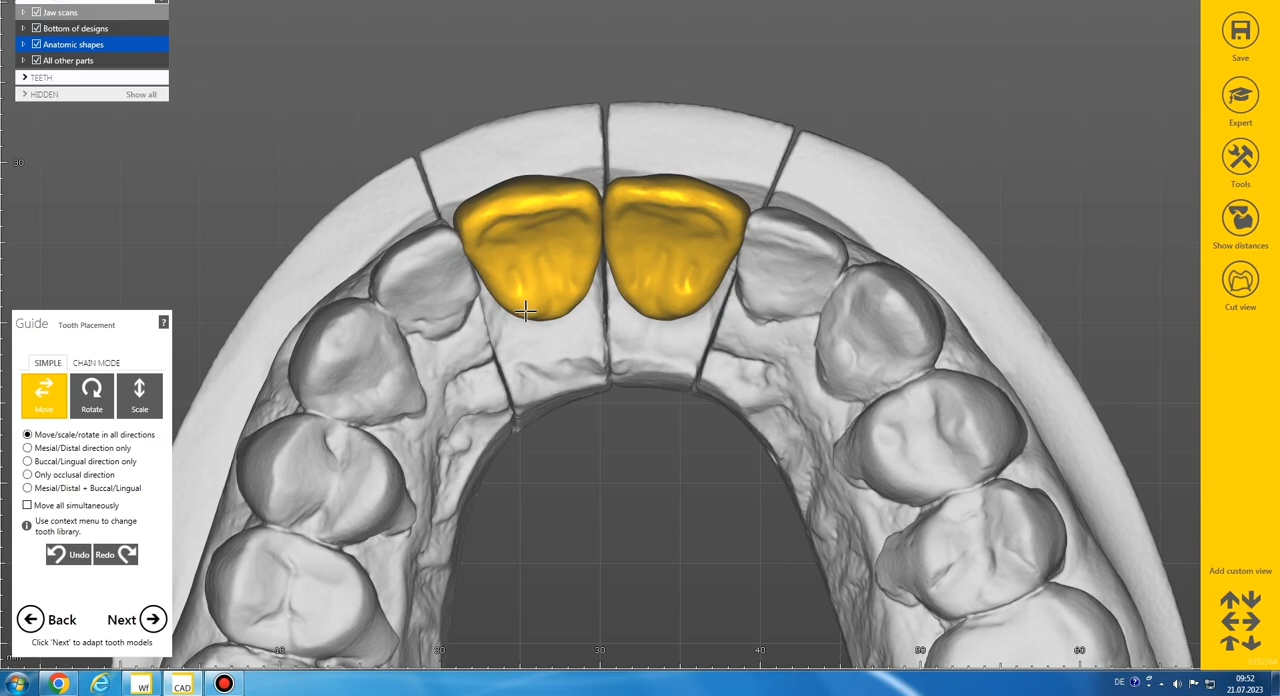 Jaw scans
Bottom of designs
Anatomic shapes
All other parts
TEETH
HIDDEN Show all
30
Save
Expert
Tools
Show distances
Cut view
Guide Tooth Placement ?
SIMPLE CHAIN MODE
Move Rotate Scale
Move/scale/rotate in all directions
Mesial/Distal direction only
Buccal/Lingual direction only
Only occlusal direction
Mesial/Distal + Buccal/Lingual
Move all simultaneously
Use context menu to change
tooth library.
Undo Redo
Back Next
Click 'Next' to adapt tooth models
Add custom view
10 20 30 40 50 60
Wf CAD
DE
09:52
21.07.2023